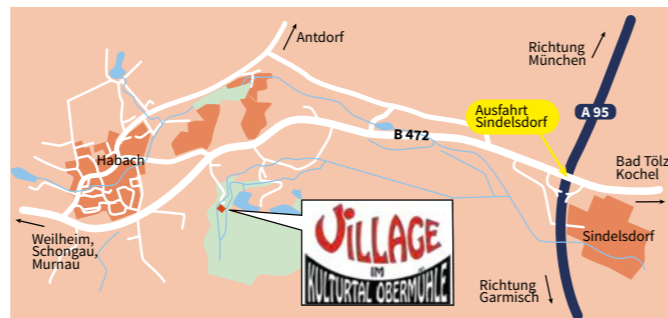 Antdorf
Richtung
München
Ausfahrt
Sindelsdorf
A 95
B 472
Habach
Bad Tölz
Kochel
Weilheim,
Schongau,
Murnau
VILLAGE
IM
KULTURTAL OBERMÜHLE
Sindelsdorf
Richtung
Garmisch